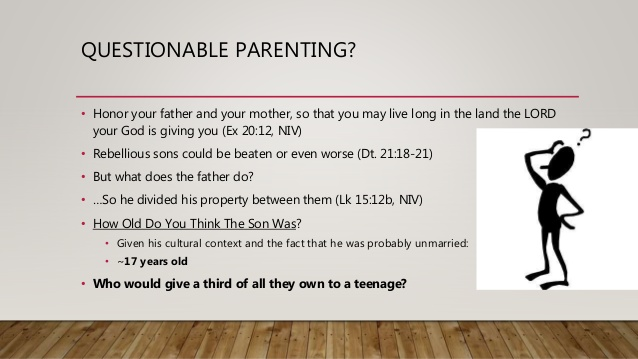 QUESTIONABLE PARENTING?
• Honor your father and your mother, so that you may live long in the land the LORD
your God is giving you (Ex 20:12, NIV)
• Rebellious sons could be beaten or even worse (Dt. 21:18-21)
• But what does the father do?
• …So he divided his property between them (Lk 15:12b, NIV)
• How Old Do You Think The Son Was?
• Given his cultural context and the fact that he was probably unmarried:
• ~17 years old
• Who would give a third of all they own to a teenage?
?